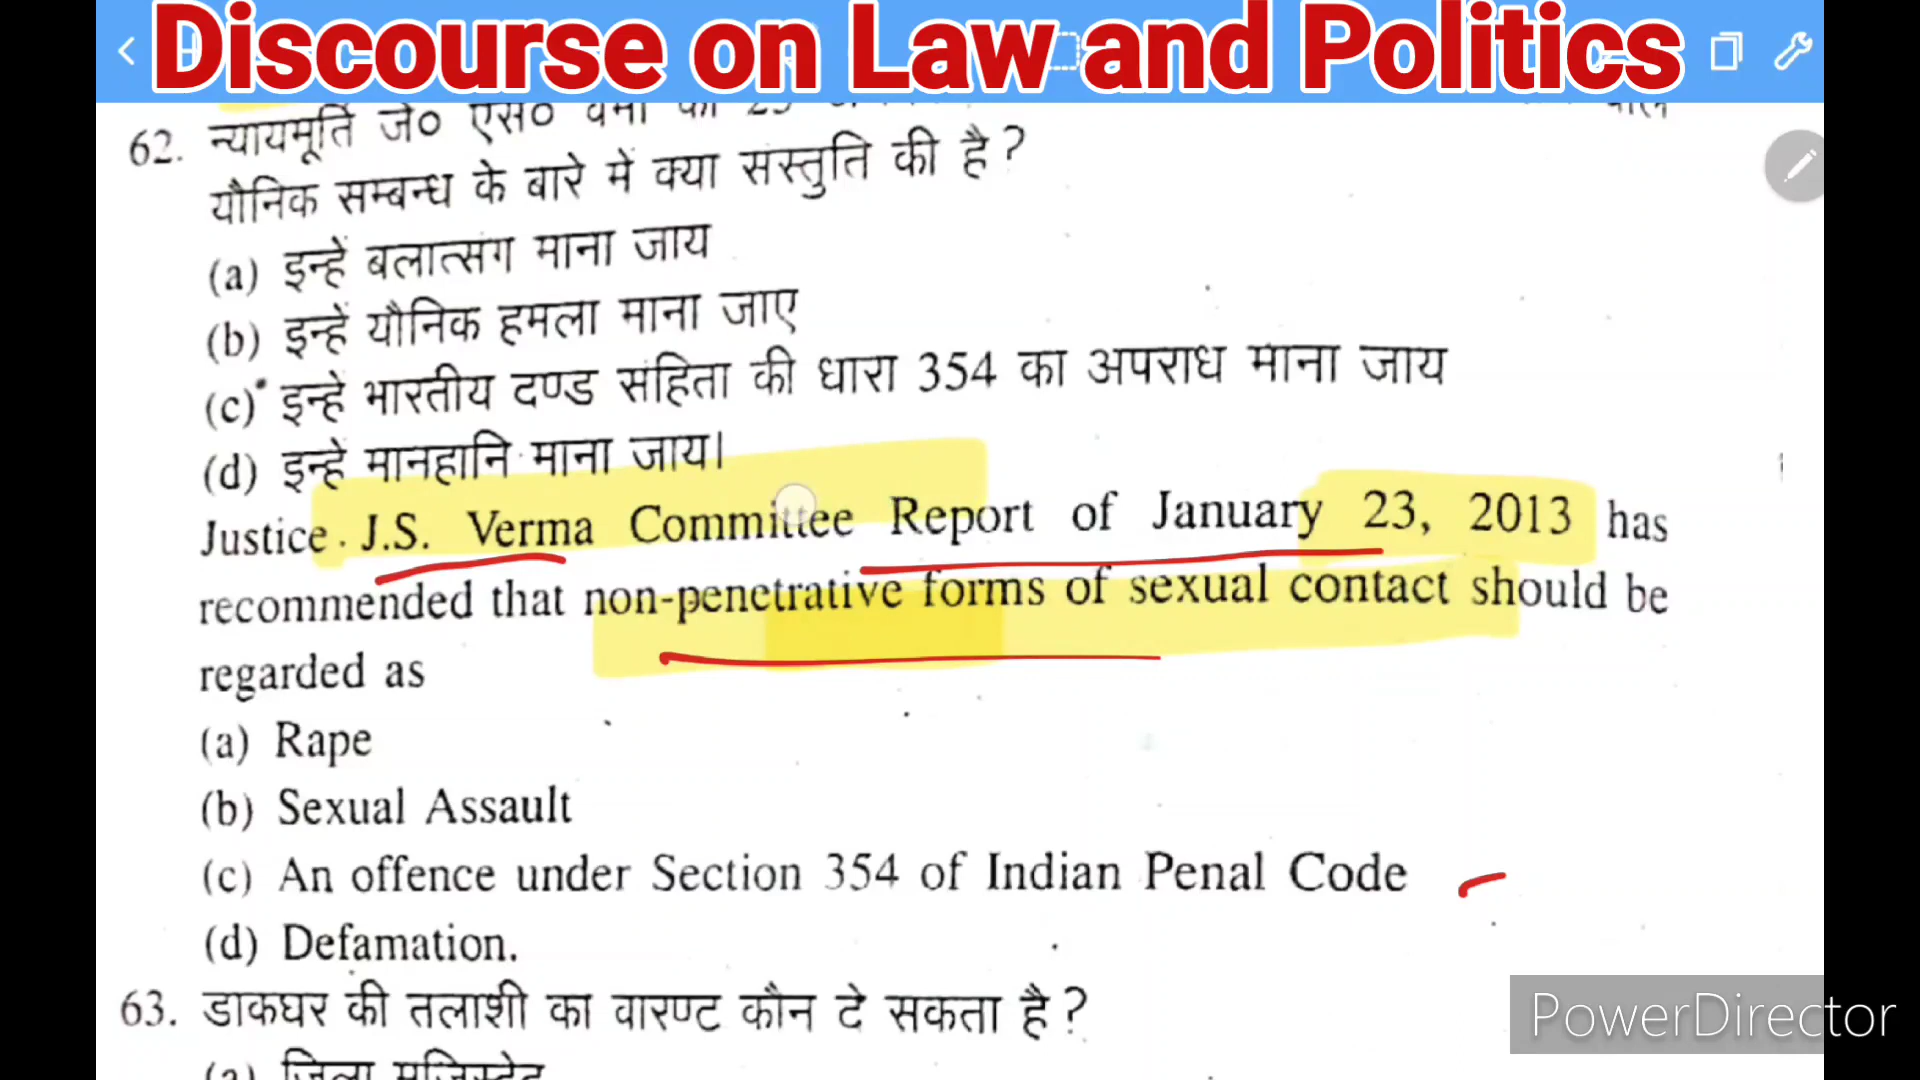 Discourse on Law and Politics
62. न्यायमूर्ति जे० एस० वर्मा
यौनिक सम्बन्ध के बारे में क्या सस्तुति की है ?
(a) इन्हें बलात्सग माना जाय
(b) इन्हें यौनिक हमला माना जाए
(c) इन्हे भारतीय दण्ड संहिता की धारा 354 का अपराध माना जाय
(d) इन्हे मानहानि माना जाय।
Justice J.S. Verma Committee Report of January 23, 2013 has
recommended that non-penetrative forms of sexual contact should be
regarded as
(a) Rape
(b) Sexual Assault
(c) An offence under Section 354 of Indian Penal Code
(d) Defamation.
63. डाकघर की तलाशी का वारण्ट कौन दे सकता है ?
PowerDirector